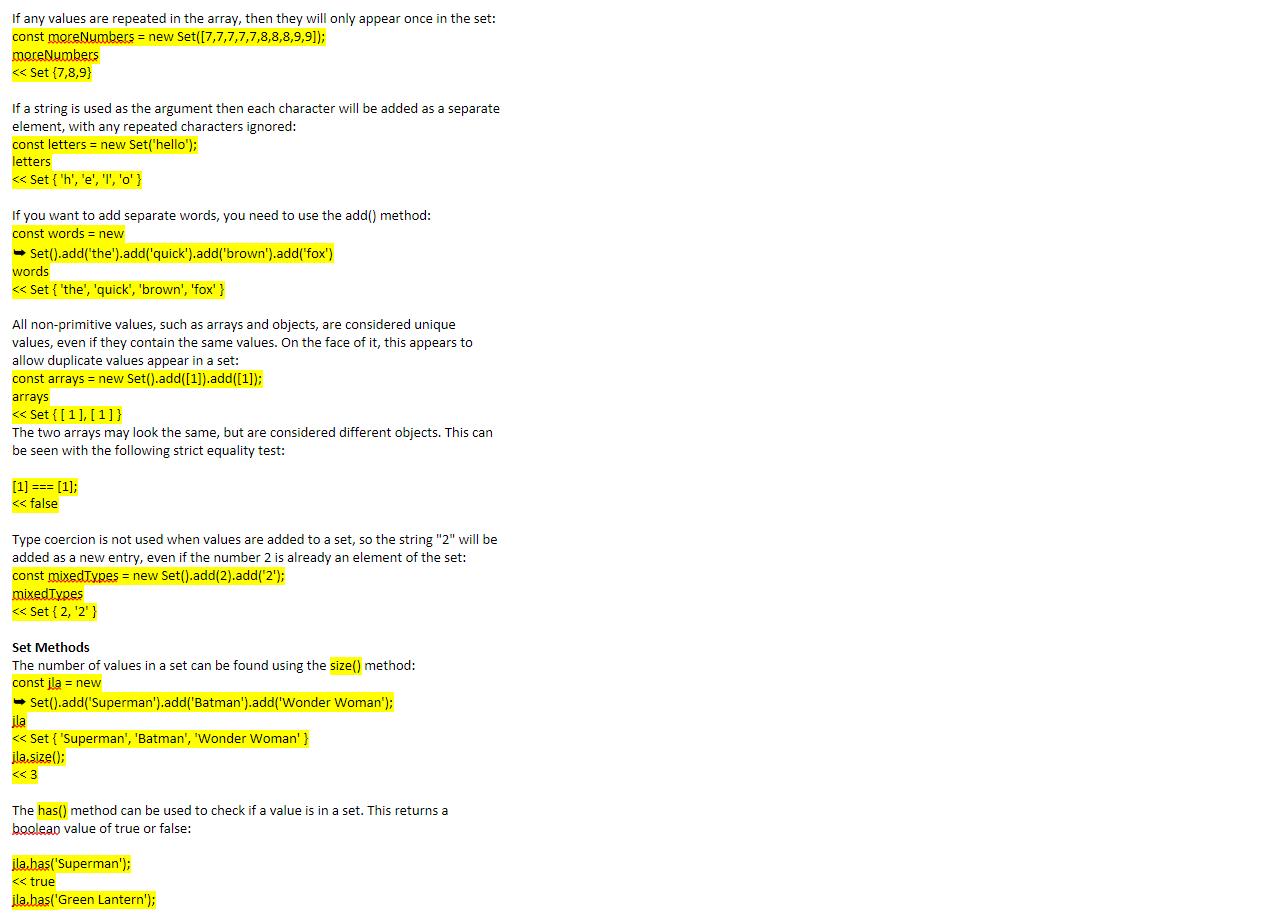 If any values are repeated in the array, then they will only appear once in the set:
const moreNumbers = new Set([7,7,7,7,7,8,8,8,9,9]);
moreNumbers
<< Set {7,8,9}
If a string is used as the argument then each character will be added as a separate
element, with any repeated characters ignored:
const letters = new Set('hello');
letters
<< Set { 'h', 'e', 'l', 'o' }
If you want to add separate words, you need to use the add() method:
const words = new
➥ Set().add('the').add('quick').add('brown').add('fox')
words
<< Set { 'the', 'quick', 'brown', 'fox' }
All non-primitive values, such as arrays and objects, are considered unique
values, even if they contain the same values. On the face of it, this appears to
allow duplicate values appear in a set:
const arrays = new Set().add([1]).add([1]);
arrays
<< Set { [ 1 ], [ 1 ] }
The two arrays may look the same, but are considered different objects. This can
be seen with the following strict equality test:
[1] === [1];
<< false
Type coercion is not used when values are added to a set, so the string "2" will be
added as a new entry, even if the number 2 is already an element of the set:
const mixedTypes = new Set().add(2).add('2');
mixedTypes
<< Set { 2, '2' }
Set Methods
The number of values in a set can be found using the size() method:
const jla = new
➥ Set().add('Superman').add('Batman').add('Wonder Woman');
jla
<< Set { 'Superman', 'Batman', 'Wonder Woman' }
jla.size();
<< 3
The has() method can be used to check if a value is in a set. This returns a
boolean value of true or false:
jla.has('Superman');
<< true
jla.has('Green Lantern');